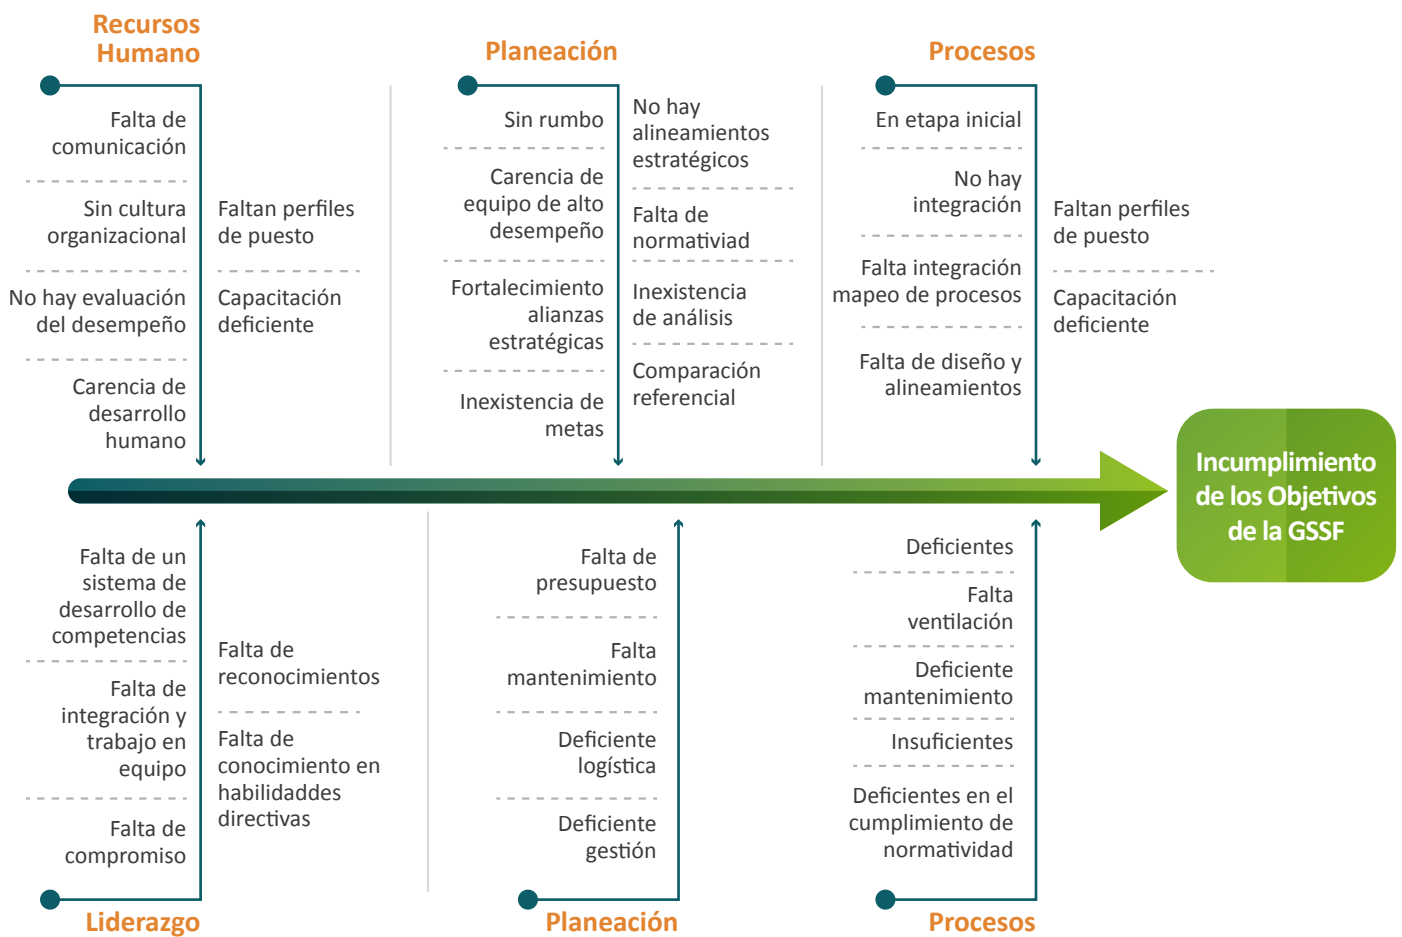 Recursos
Humano
Falta de
comunicación
Sin cultura
organizacional
No hay evaluación
del desempeño
Carencia de
desarrollo
humano
Faltan perfiles
de puesto
Capacitación
deficiente
Planeación
Sin rumbo
Carencia de
equipo de alto
desempeño
Fortalecimiento
alianzas
estratégicas
Inexistencia de
metas
No hay
alineamientos
estratégicos
Falta de
normativiad
Inexistencia
de análisis
Comparación
referencial
Procesos
En etapa inicial
No hay
integración
Falta integración
mapeo de procesos
Falta de diseño y
alineamientos
Faltan perfiles
de puesto
Capacitación
deficiente
Incumplimiento
de los Objetivos
de la GSSF
Falta de un
sistema de
desarrollo de
competencias
Falta de
integración y
trabajo en
equipo
Falta de
compromiso
Falta de
reconocimientos
Falta de
conocimiento en
habilidaddes
directivas
Liderazgo
Falta de
presupuesto
Falta
mantenimiento
Deficiente
logística
Deficiente
gestión
Planeación
Deficientes
Falta
ventilación
Deficiente
mantenimiento
Insuficientes
Deficientes en el
cumplimiento de
normatividad
Procesos